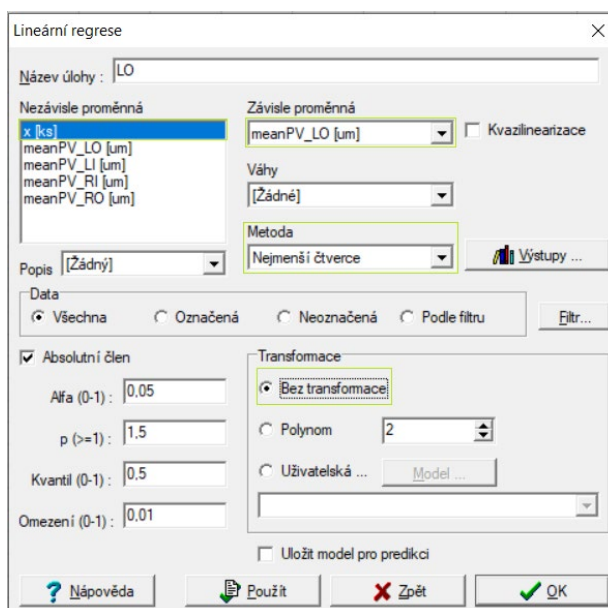 Lineární regrese
Název úlohy : LO
Nezávisle proměnná
x [ks]
meanPV_LO [um]
meanPV_LI [um]
meanPV_RI [um]
meanPV_RO [um]
Závisle proměnná
meanPV_LO [um]
Kvazilinearizace
Váhy
[Žádné]
Metoda
Nejmenší čtverce
Popis [Žádný]
Výstupy ...
Data
Všechna Označená Neoznačená Podle filtru
Filtr...
Absolutní člen
Alfa (0-1) : 0,05
p (>=1) : 1,5
Kvantil (0-1) : 0,5
Omezení (0-1) : 0,01
Transformace
Bez transformace
Polynom 2
Uživatelská ... Model ...
Uložit model pro predikci
Nápověda Použít Zpět OK